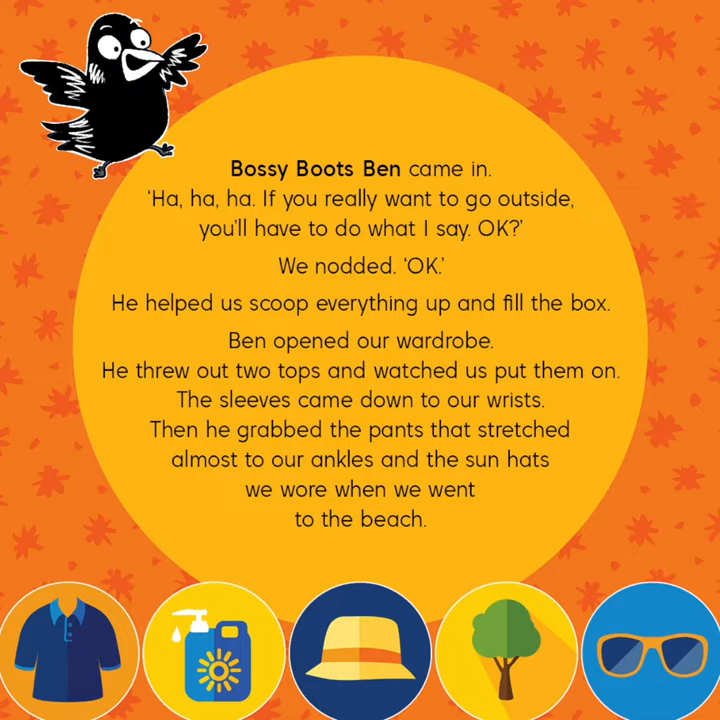 Bossy Boots Ben came in.
‘Ha, ha, ha. If you really want to go outside,
you’ll have to do what I say. OK?’
We nodded. ‘OK.’
He helped us scoop everything up and fill the box.
Ben opened our wardrobe.
He threw out two tops and watched us put them on.
The sleeves came down to our wrists.
Then he grabbed the pants that stretched
almost to our ankles and the sun hats
we wore when we went
to the beach.